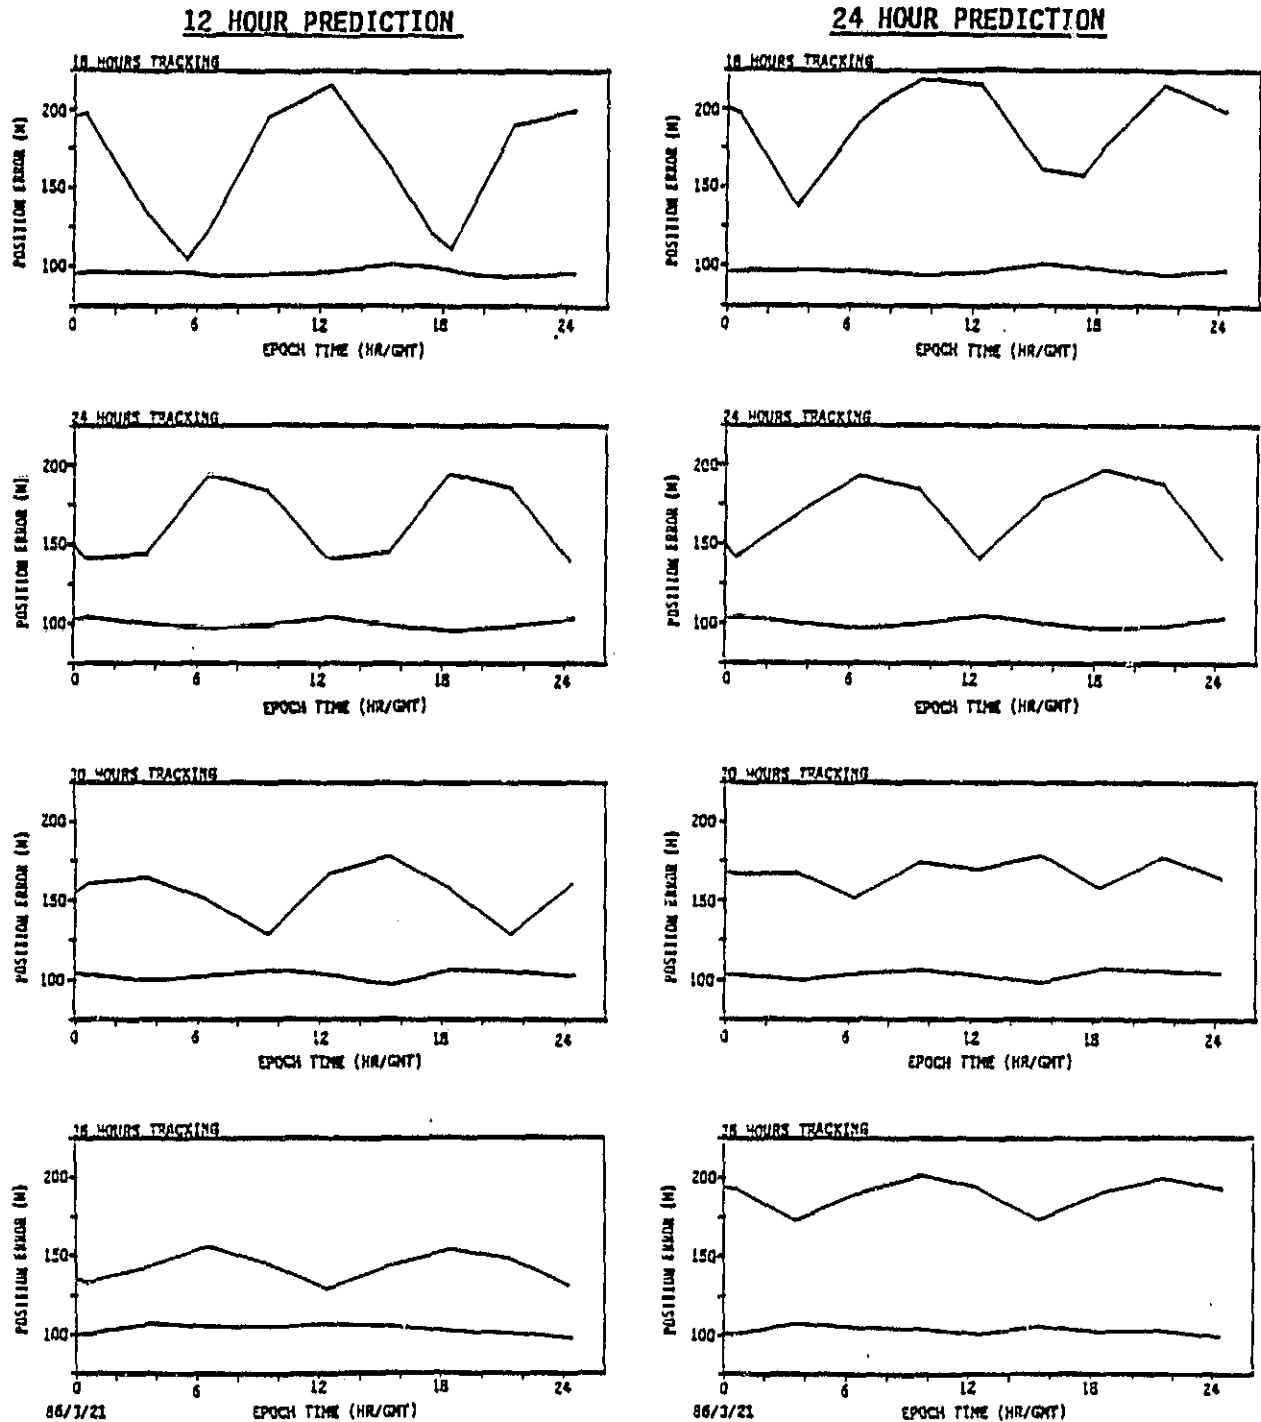 12 HOUR PREDICTION
24 HOUR PREDICTION
18 HOURS TRACKING
POSITION ERROR (M)
200
150
100
0 6 12 18 24
EPOCH TIME (HR/GMT)
18 HOURS TRACKING
POSITION ERROR (M)
200
150
100
0 6 12 18 24
EPOCH TIME (HR/GMT)
24 HOURS TRACKING
POSITION ERROR (M)
200
150
100
0 6 12 18 24
EPOCH TIME (HR/GMT)
24 HOURS TRACKING
POSITION ERROR (M)
200
150
100
0 6 12 18 24
EPOCH TIME (HR/GMT)
30 HOURS TRACKING
POSITION ERROR (M)
200
150
100
0 6 12 18 24
EPOCH TIME (HR/GMT)
30 HOURS TRACKING
POSITION ERROR (M)
200
150
100
0 6 12 18 24
EPOCH TIME (HR/GMT)
36 HOURS TRACKING
POSITION ERROR (M)
200
150
100
0 6 12 18 24
86/3/21 EPOCH TIME (HR/GMT)
36 HOURS TRACKING
POSITION ERROR (M)
200
150
100
0 6 12 18 24
86/3/21 EPOCH TIME (HR/GMT)